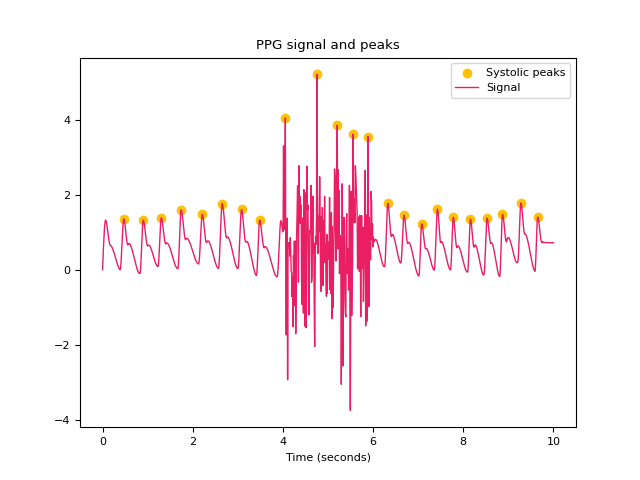 PPG signal and peaks
Systolic peaks
Signal
4
2
0
−2
−4
0 2 4 6 8 10
Time (seconds)